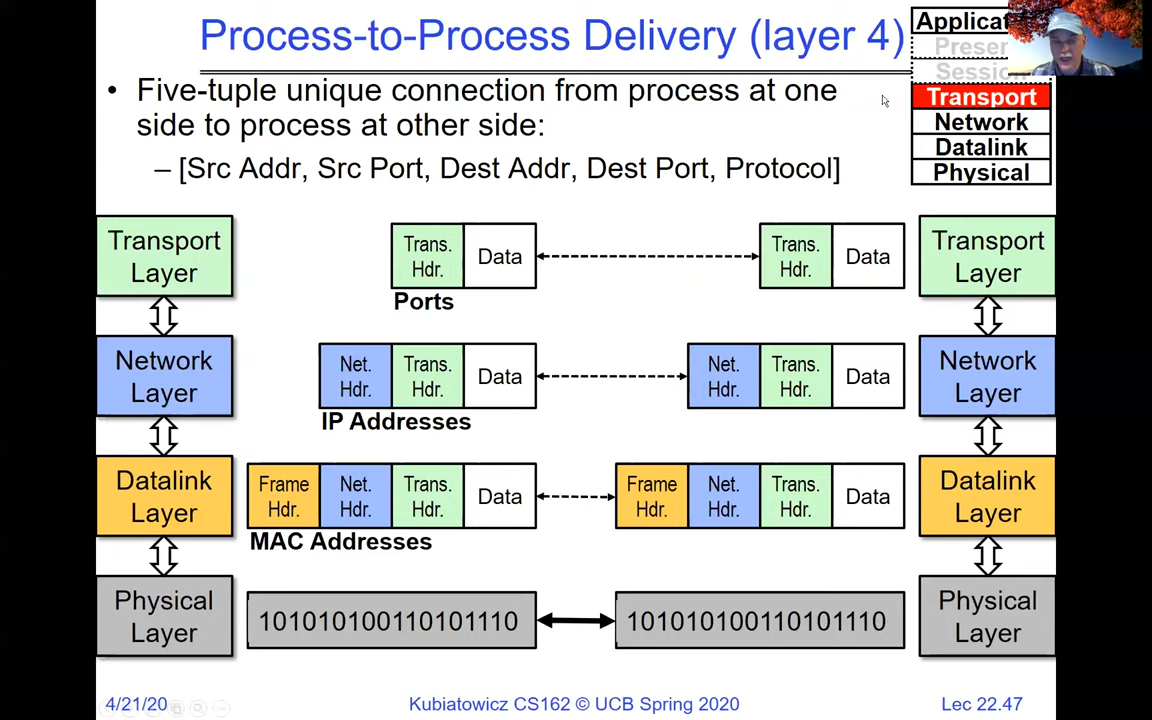 Process-to-Process Delivery (layer 4)
Presen
Transport
Network
Datalink
Physical
• Five-tuple unique connection from process at one
side to process at other side:
– [Src Addr, Src Port, Dest Addr, Dest Port, Protocol]
Transport
Layer
Trans.
Hdr.
Data
Trans.
Hdr.
Data
Transport
Layer
Ports
Network
Layer
Net.
Hdr.
Trans.
Hdr.
Data
Net.
Hdr.
Trans.
Hdr.
Data
Network
Layer
IP Addresses
Datalink
Layer
Frame
Hdr.
Net.
Hdr.
Trans.
Hdr.
Data
Frame
Hdr.
Net.
Hdr.
Trans.
Hdr.
Data
Datalink
Layer
MAC Addresses
Physical
Layer
101010100110101110
101010100110101110
Physical
Layer
4/21/20
Kubiatowicz CS162 © UCB Spring 2020
Lec 22.47